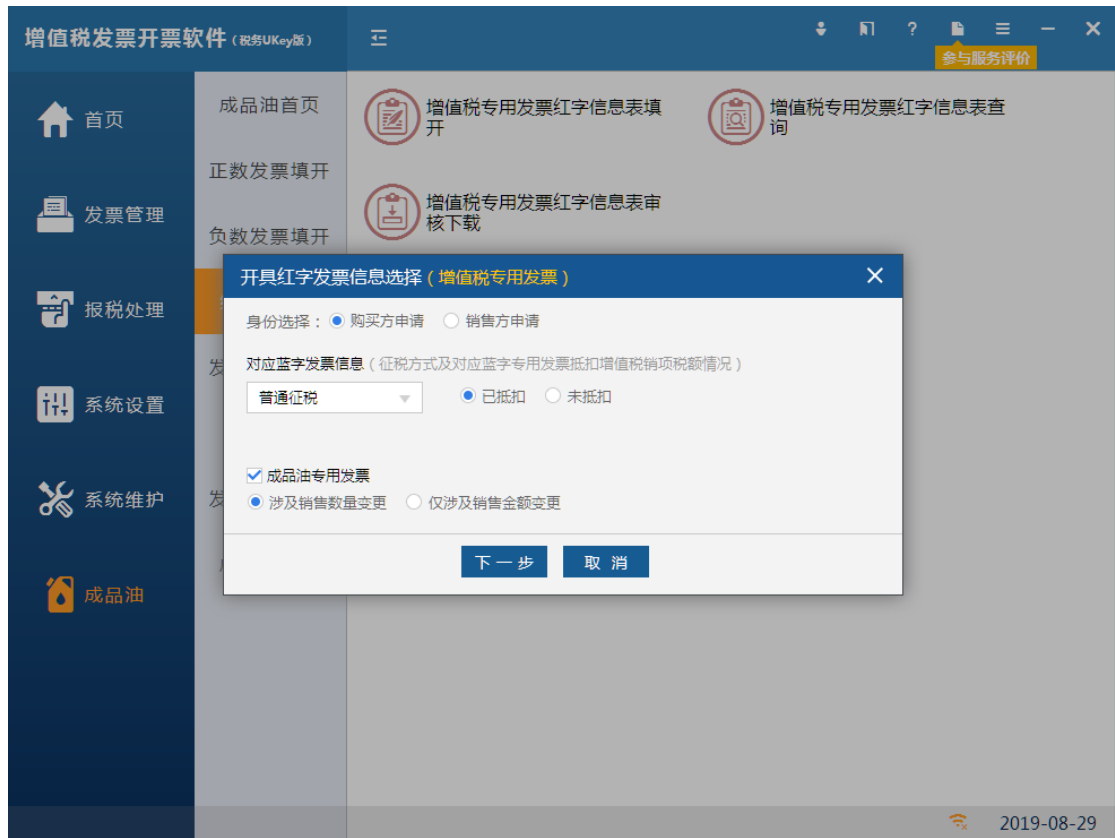 增值税发票开票软件（税务UKey版）
?
参与服务评价
首页
发票管理
报税处理
系统设置
系统维护
成品油
成品油首页
正数发票填开
负数发票填开
发
发
增值税专用发票红字信息表填
开
增值税专用发票红字信息表查
询
增值税专用发票红字信息表审
核下载
开具红字发票信息选择（增值税专用发票）
身份选择： 购买方申请 销售方申请
对应蓝字发票信息（征税方式及对应蓝字专用发票抵扣增值税销项税额情况）
普通征税 已抵扣 未抵扣
成品油专用发票
涉及销售数量变更 仅涉及销售金额变更
下一步 取 消
2019-08-29